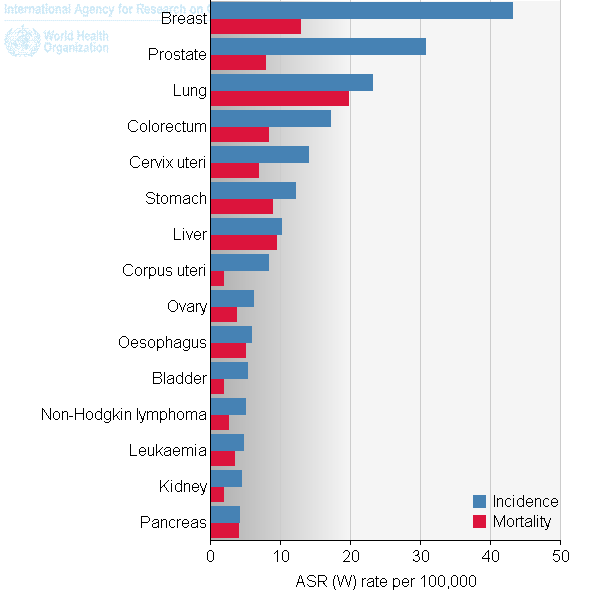 International Agency for Research on
World Health
Organization
Breast
Prostate
Lung
Colorectum
Cervix uteri
Stomach
Liver
Corpus uteri
Ovary
Oesophagus
Bladder
Non-Hodgkin lymphoma
Leukaemia
Kidney
Pancreas
Incidence
Mortality
0 10 20 30 40 50
ASR (W) rate per 100,000